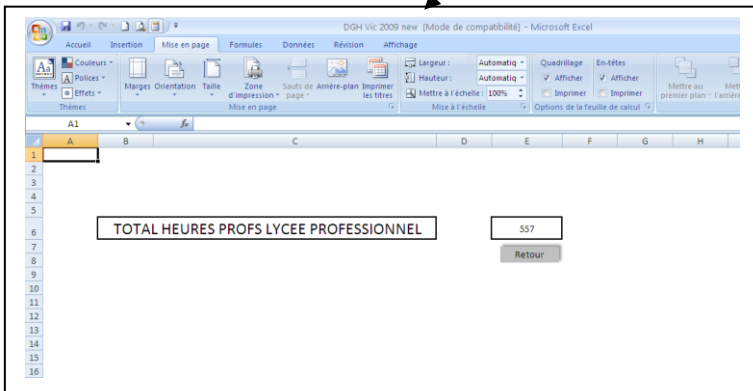 DGH Vic 2009 new [Mode de compatibilité] - Microsoft Excel
Accueil Insertion Mise en page Formules Données Révision Affichage
Thèmes
Couleurs
Polices
Effets
Thèmes
Marges Orientation Taille Zone d'impression Sauts de page Arrière-plan Imprimer les titres
Mise en page
Largeur : Automatiq
Hauteur : Automatiq
Mettre à l'échelle : 100%
Mise à l'échelle
Quadrillage En-têtes
Afficher Afficher
Imprimer Imprimer
Options de la feuille de calcul
Mettre au premier plan
A1 fx
A B C D E F G H
1
2
3
4
5
6 TOTAL HEURES PROFS LYCEE PROFESSIONNEL 557
7
8 Retour
9
10
11
12
13
14
15
16